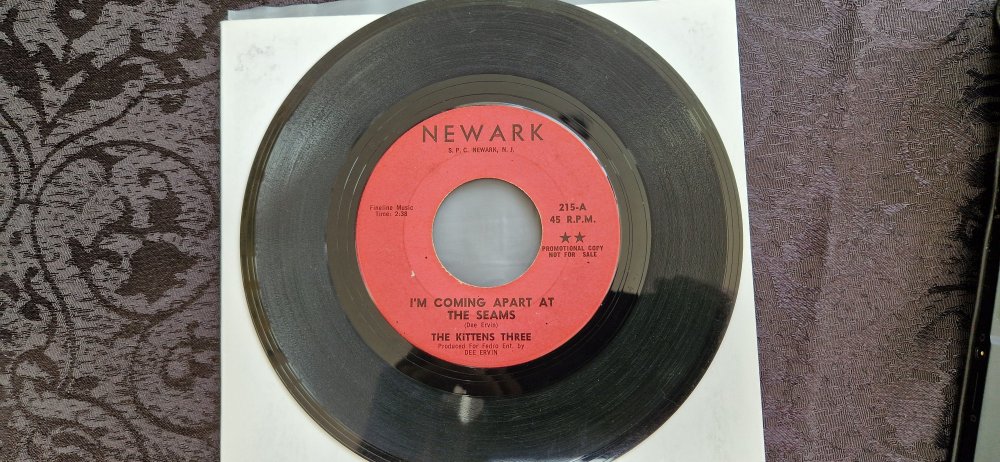 NEWARK
S. P. C. NEWARK, N. J.
Fineline Music
Time: 2:38
215-A
45 R.P.M.
★★
PROMOTIONAL COPY
NOT FOR SALE
I'M COMING APART AT
THE SEAMS
(Dee Ervin)
THE KITTENS THREE
Produced For Fedro Ent. by
DEE ERVIN